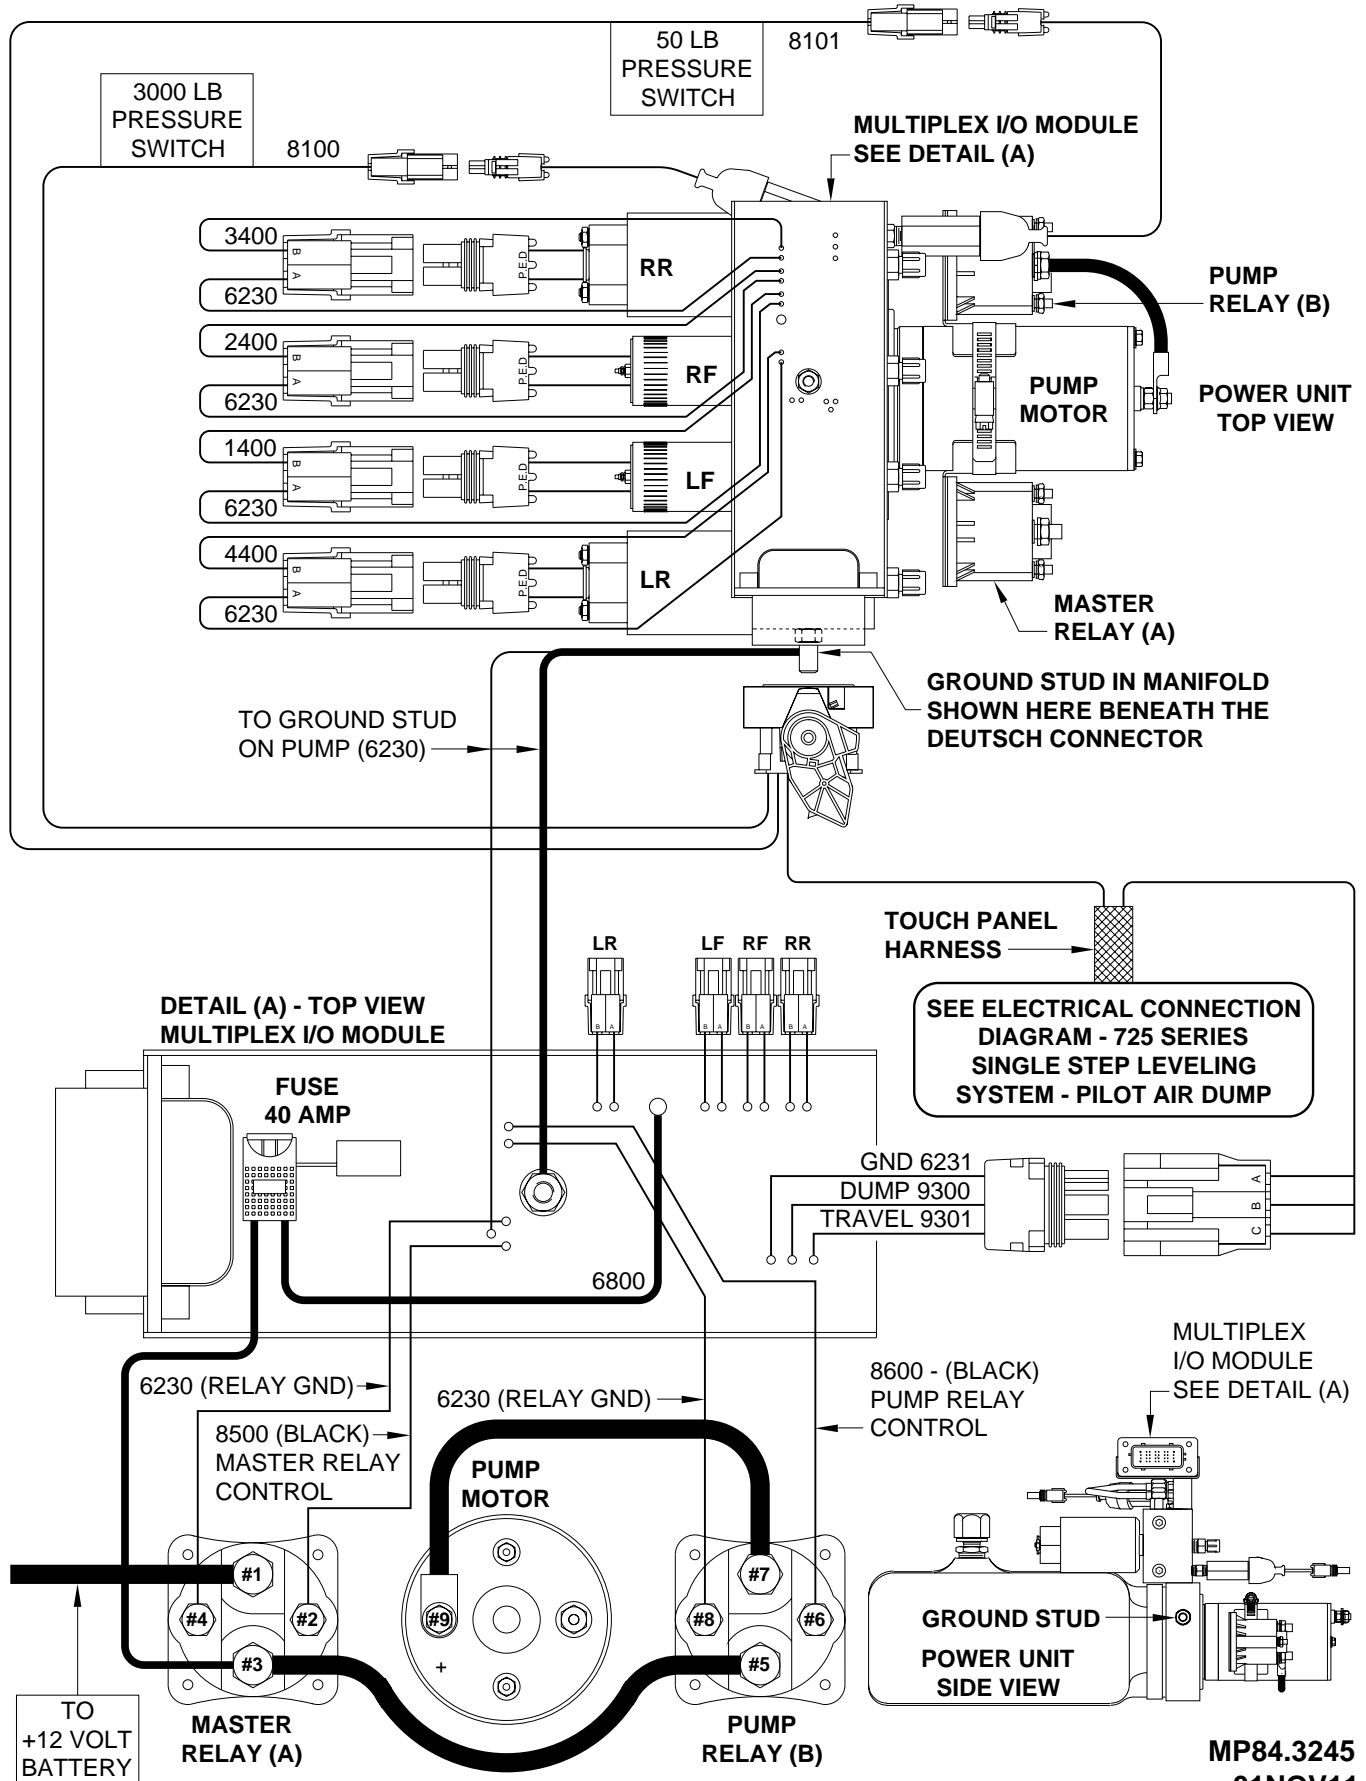 50 LB
PRESSURE
SWITCH
8101
3000 LB
PRESSURE
SWITCH
8100
MULTIPLEX I/O MODULE
SEE DETAIL (A)
3400
B
A
6230
P.E.D
RR
2400
B
A
6230
P.E.D
RF
1400
B
A
6230
P.E.D
LF
4400
B
A
6230
P.E.D
LR
PUMP
RELAY (B)
PUMP
MOTOR
POWER UNIT
TOP VIEW
MASTER
RELAY (A)
GROUND STUD IN MANIFOLD
SHOWN HERE BENEATH THE
DEUTSCH CONNECTOR
TO GROUND STUD
ON PUMP (6230)
TOUCH PANEL
HARNESS
SEE ELECTRICAL CONNECTION
DIAGRAM - 725 SERIES
SINGLE STEP LEVELING
SYSTEM - PILOT AIR DUMP
LR
LF RF RR
B A
B A B A B A
DETAIL (A) - TOP VIEW
MULTIPLEX I/O MODULE
FUSE
40 AMP
GND 6231
DUMP 9300
TRAVEL 9301
A
B
C
6800
6230 (RELAY GND)
8500 (BLACK)
MASTER RELAY
CONTROL
6230 (RELAY GND)
8600 - (BLACK)
PUMP RELAY
CONTROL
MULTIPLEX
I/O MODULE
SEE DETAIL (A)
PUMP
MOTOR
#1
#4
#2
#3
#9
+
#7
#8
#6
#5
GROUND STUD
POWER UNIT
SIDE VIEW
TO
+12 VOLT
BATTERY
MASTER
RELAY (A)
PUMP
RELAY (B)
MP84.3245
01NOV11